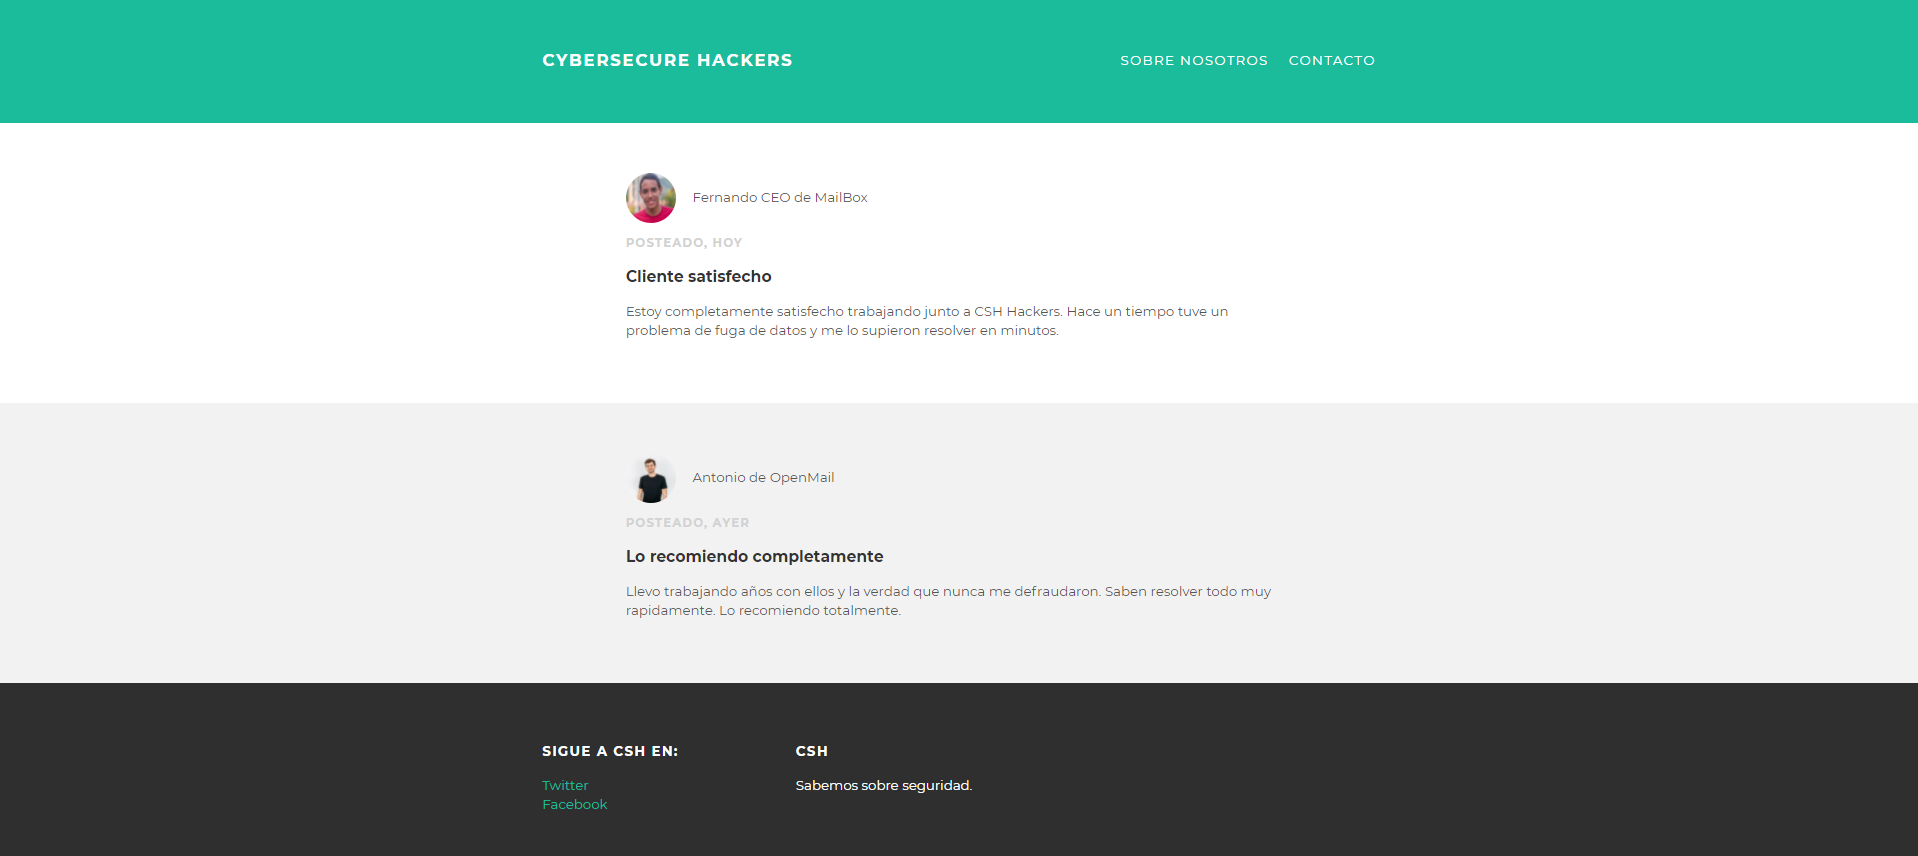 CYBERSECURE HACKERS
SOBRE NOSOTROS CONTACTO
Fernando CEO de MailBox
POSTEADO, HOY
Cliente satisfecho
Estoy completamente satisfecho trabajando junto a CSH Hackers. Hace un tiempo tuve un
problema de fuga de datos y me lo supieron resolver en minutos.
Antonio de OpenMail
POSTEADO, AYER
Lo recomiendo completamente
Llevo trabajando años con ellos y la verdad que nunca me defraudaron. Saben resolver todo muy
rapidamente. Lo recomiendo totalmente.
SIGUE A CSH EN:
Twitter
Facebook
CSH
Sabemos sobre seguridad.